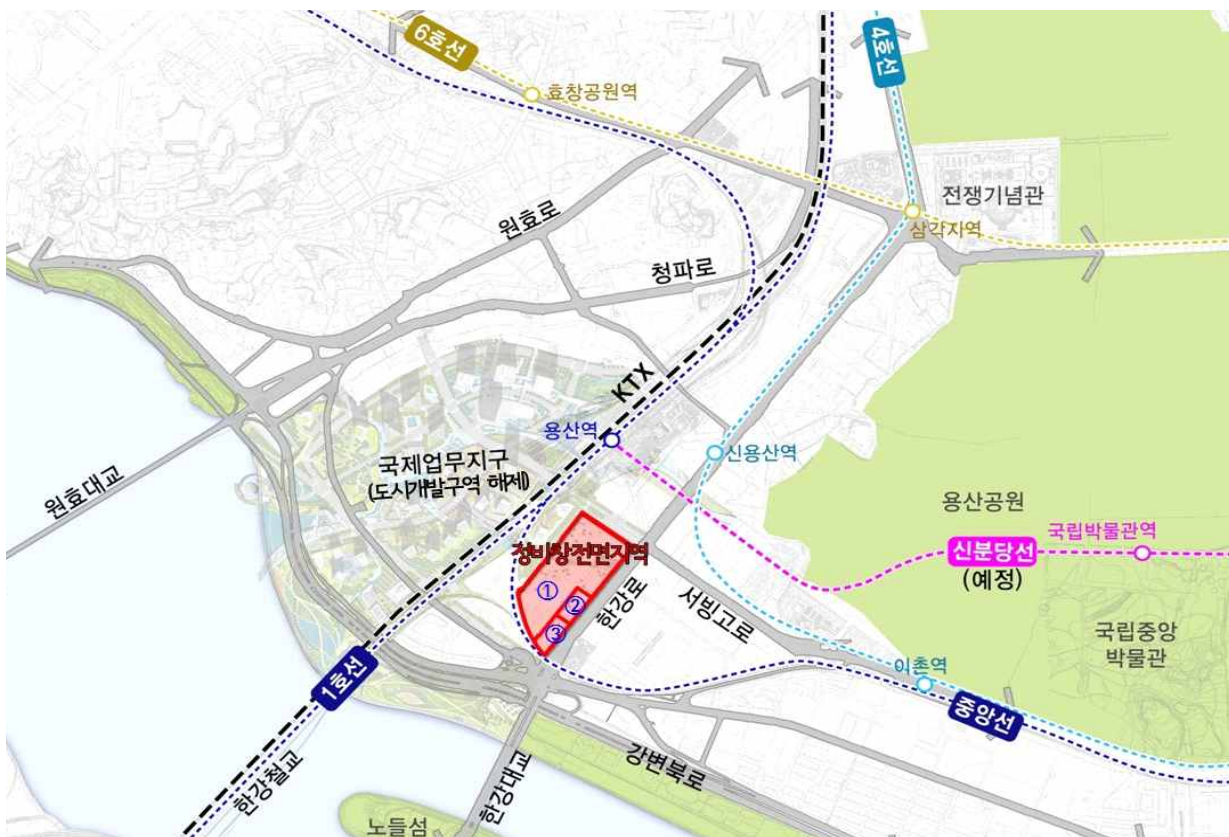 6호선
4호선
효창공원역
전쟁기념관
삼각지역
원효로
청파로
KTX
용산역
신용산역
국제업무지구
(도시개발구역 해제)
원효대교
용산공원
국립박물관역
신분당선
(예정)
정비창전면지역
①
②
③
한강로
서빙고로
국립중앙
박물관
이촌역
1호선
중앙선
강변북로
한강철교
한강대교
노들섬